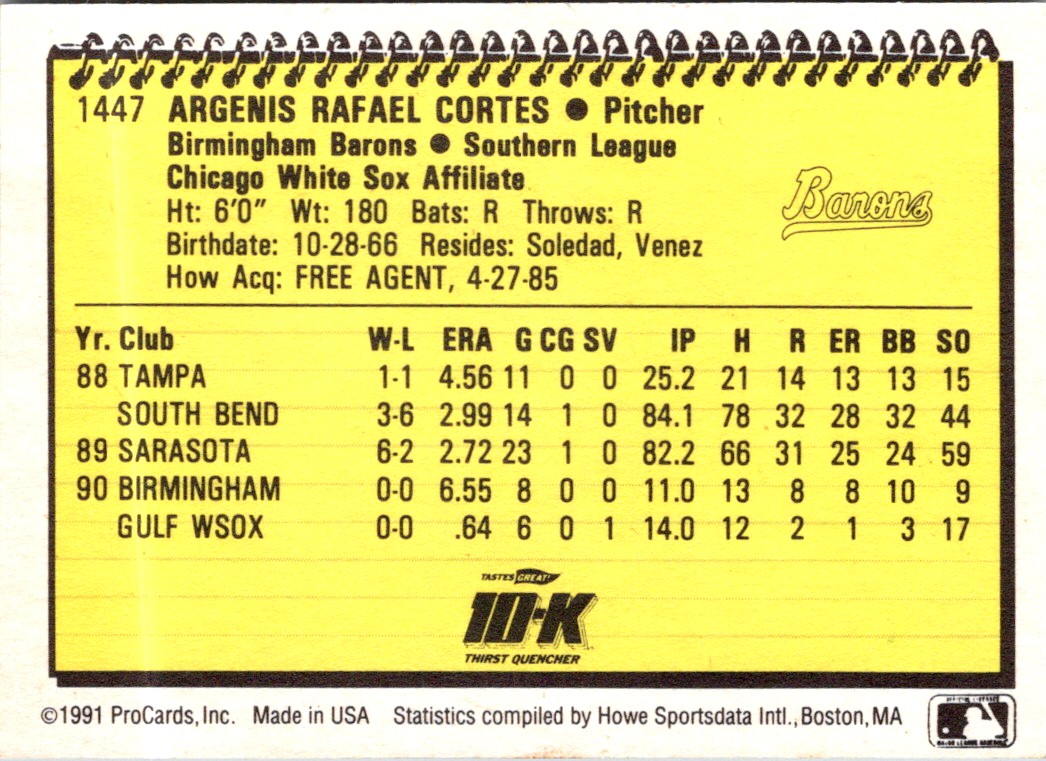 1447 ARGENIS RAFAEL CORTES ● Pitcher
Birmingham Barons ● Southern League
Chicago White Sox Affiliate
Barons
Ht: 6'0" Wt: 180 Bats: R Throws: R
Birthdate: 10-28-66 Resides: Soledad, Venez
How Acq: FREE AGENT, 4-27-85
Yr. Club W-L ERA G CG SV IP H R ER BB SO
88 TAMPA 1-1 4.56 11 0 0 25.2 21 14 13 13 15
SOUTH BEND 3-6 2.99 14 1 0 84.1 78 32 28 32 44
89 SARASOTA 6-2 2.72 23 1 0 82.2 66 31 25 24 59
90 BIRMINGHAM 0-0 6.55 8 0 0 11.0 13 8 8 10 9
GULF WSOX 0-0 .64 6 0 1 14.0 12 2 1 3 17
TASTES GREAT!
10-K
THIRST QUENCHER
©1991 ProCards, Inc. Made in USA Statistics compiled by Howe Sportsdata Intl., Boston, MA